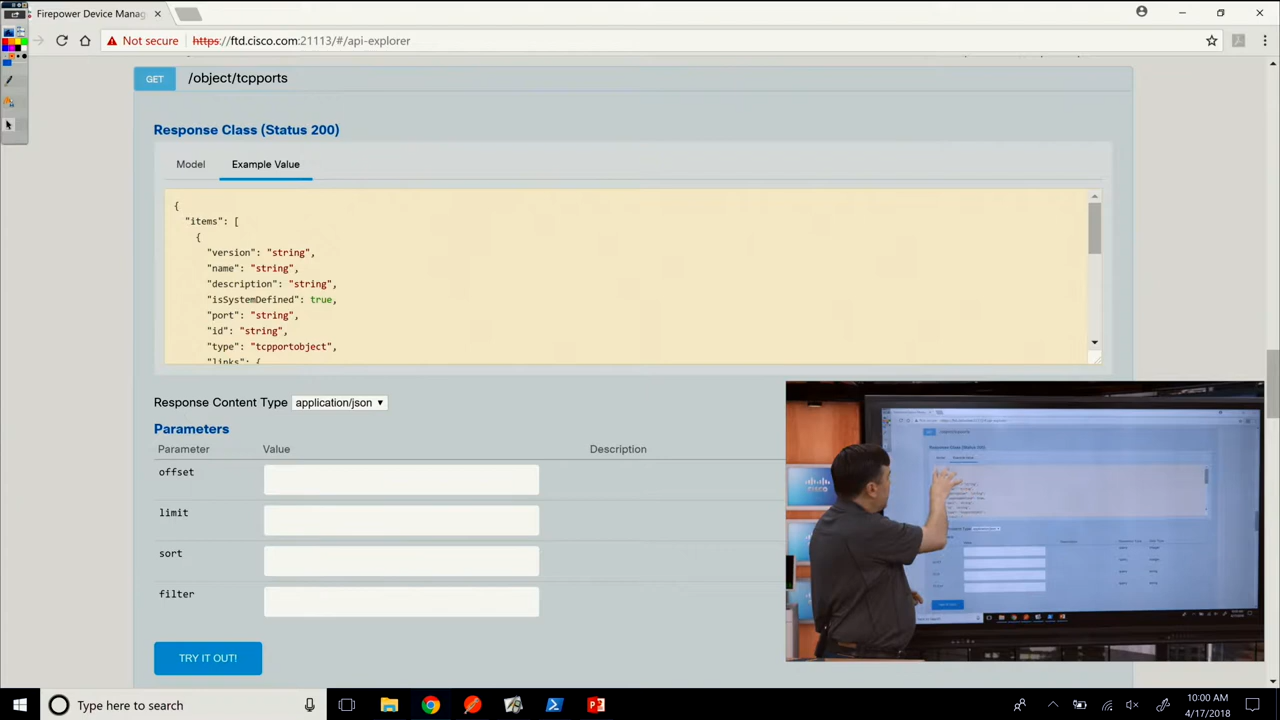 Firepower Device Manag
Not secure https://ftd.cisco.com:21113/#/api-explorer
GET /object/tcpports
Response Class (Status 200)
Model Example Value
{
"items": [
{
"version": "string",
"name": "string",
"description": "string",
"isSystemDefined": true,
"port": "string",
"id": "string",
"type": "tcpportobject",
"links": {
Response Content Type application/json
Parameters
Parameter Value Description
offset
limit
sort
filter
TRY IT OUT!
CISCO
Type here to search
10:00 AM
4/17/2018